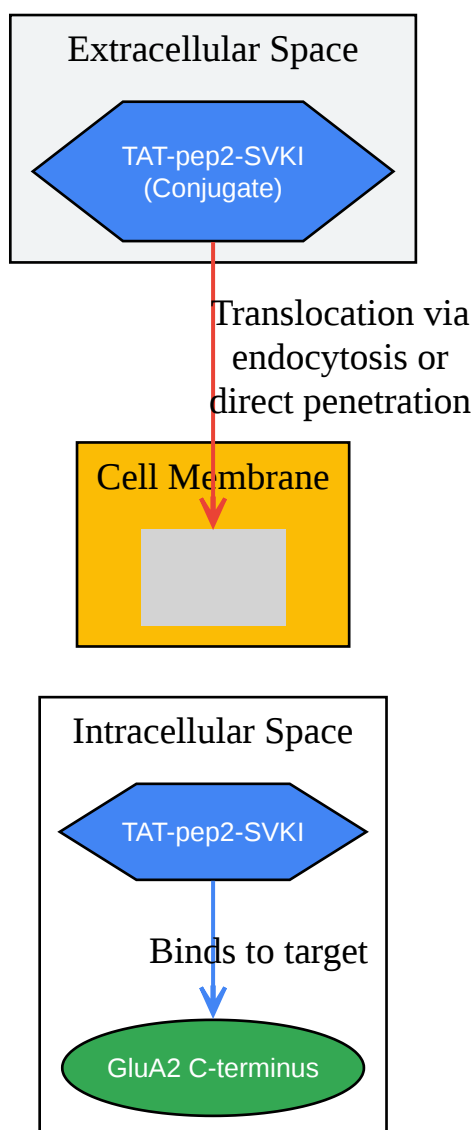 Extracellular Space
TAT-pep2-SVKI
(Conjugate)
Translocation via
endocytosis or
direct penetration
Cell Membrane
Intracellular Space
TAT-pep2-SVKI
Binds to target
GluA2 C-terminus